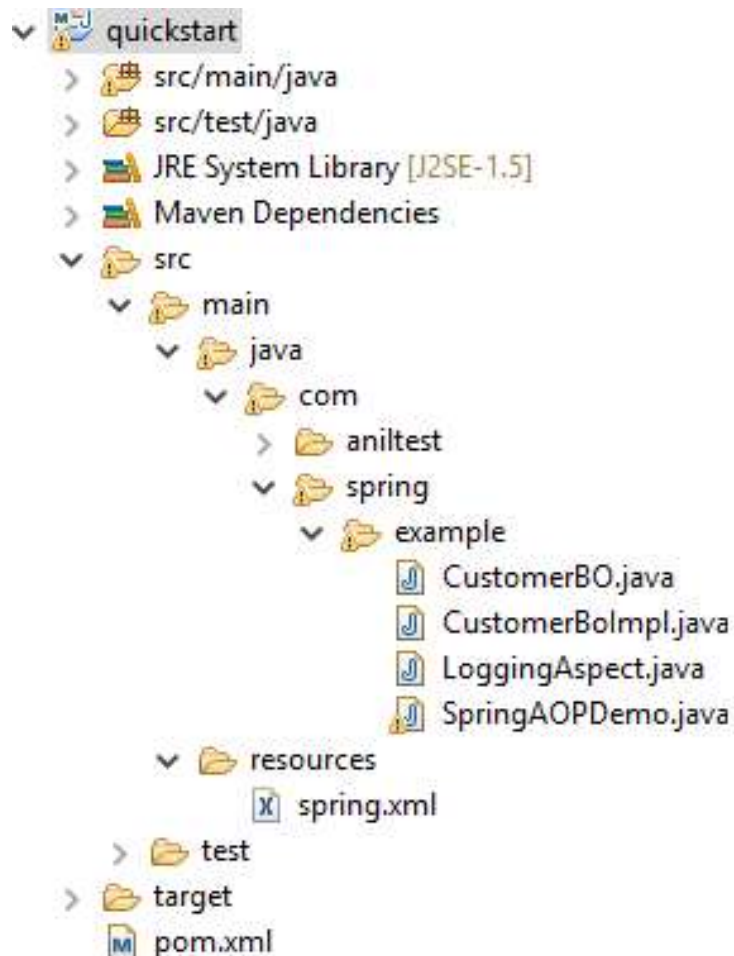 quickstart
src/main/java
src/test/java
JRE System Library [J2SE-1.5]
Maven Dependencies
src
main
java
com
aniltest
spring
example
CustomerBO.java
CustomerBoImpl.java
LoggingAspect.java
SpringAOPDemo.java
resources
spring.xml
test
target
pom.xml